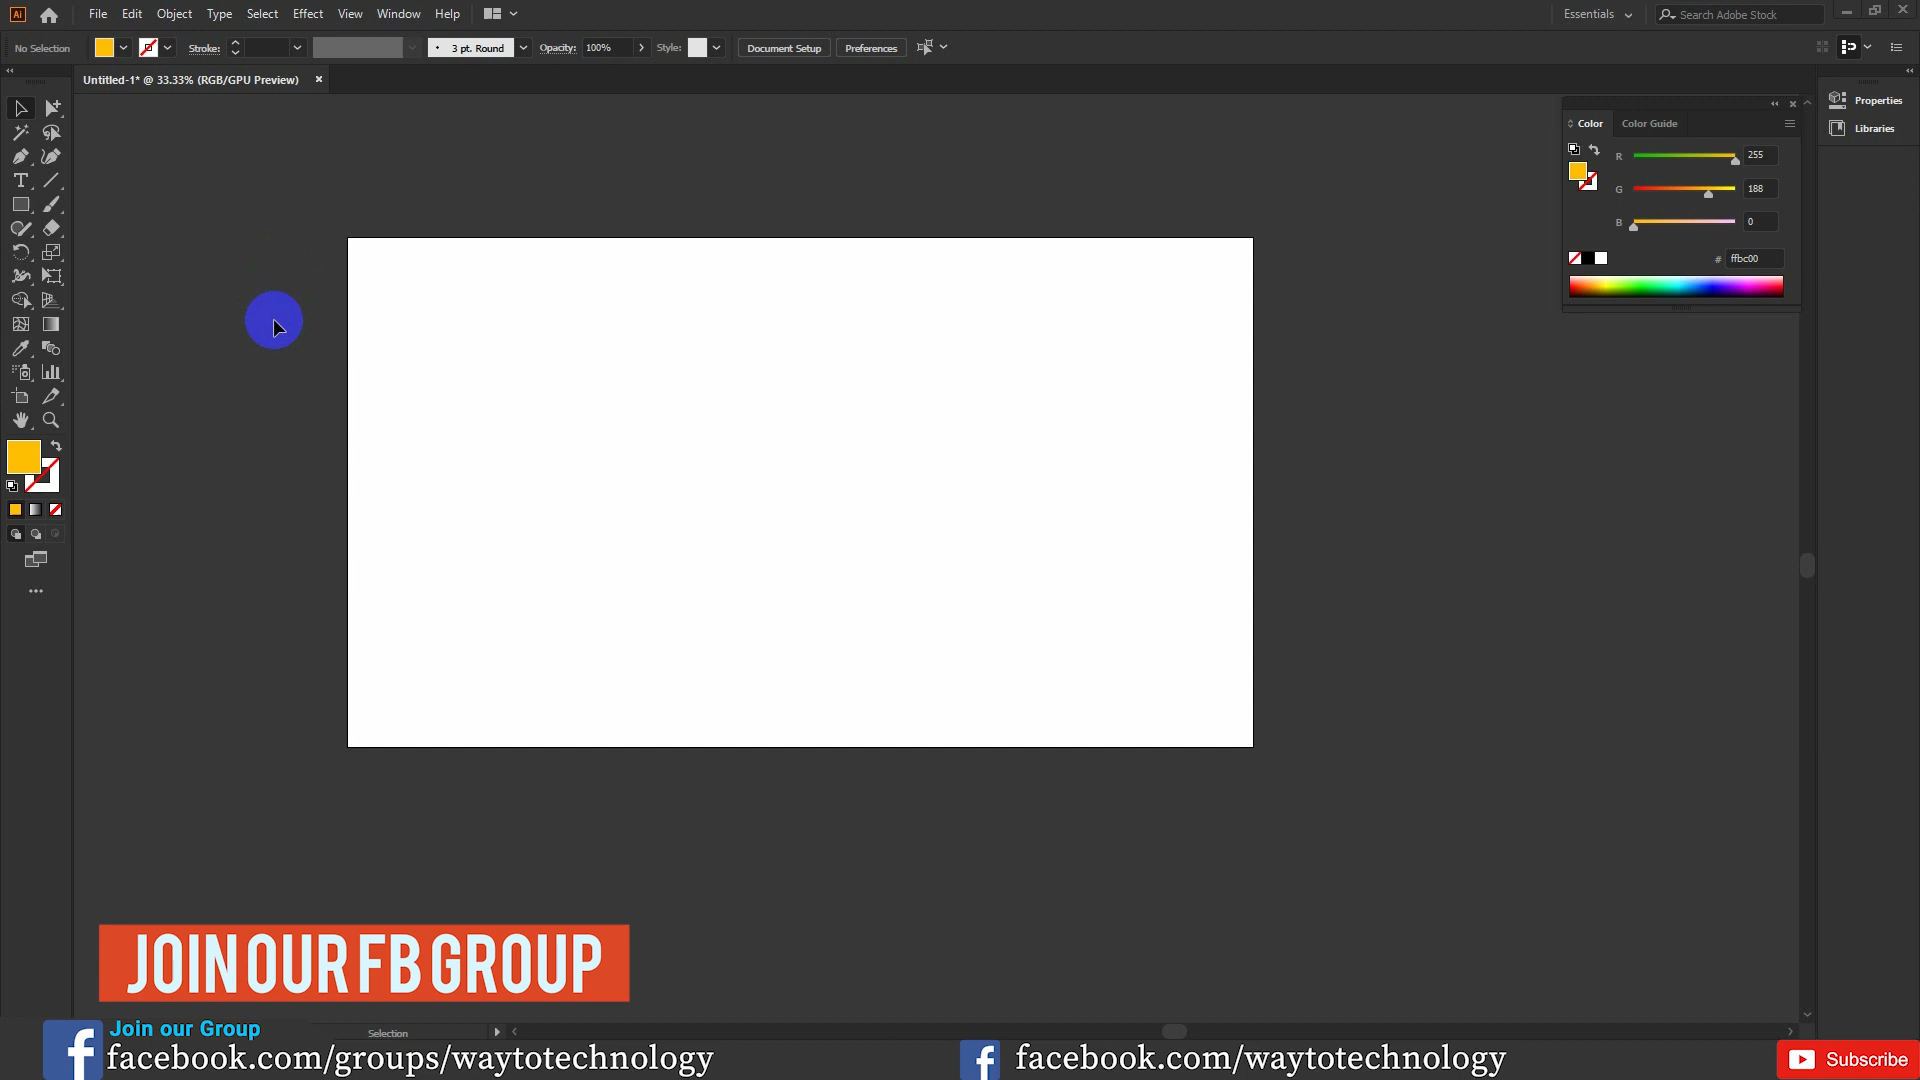 Ai File Edit Object Type Select Effect View Window Help Essentials Search Adobe Stock
No Selection Stroke: 3 pt. Round Opacity: 100% Style: Document Setup Preferences
Untitled-1* @ 33.33% (RGB/GPU Preview)
Properties
Libraries
Color Color Guide
R 255
G 188
B 0
# ffbc00
JOIN OUR FB GROUP
Selection
Join our Group
facebook.com/groups/waytotechnology
facebook.com/waytotechnology
Subscribe